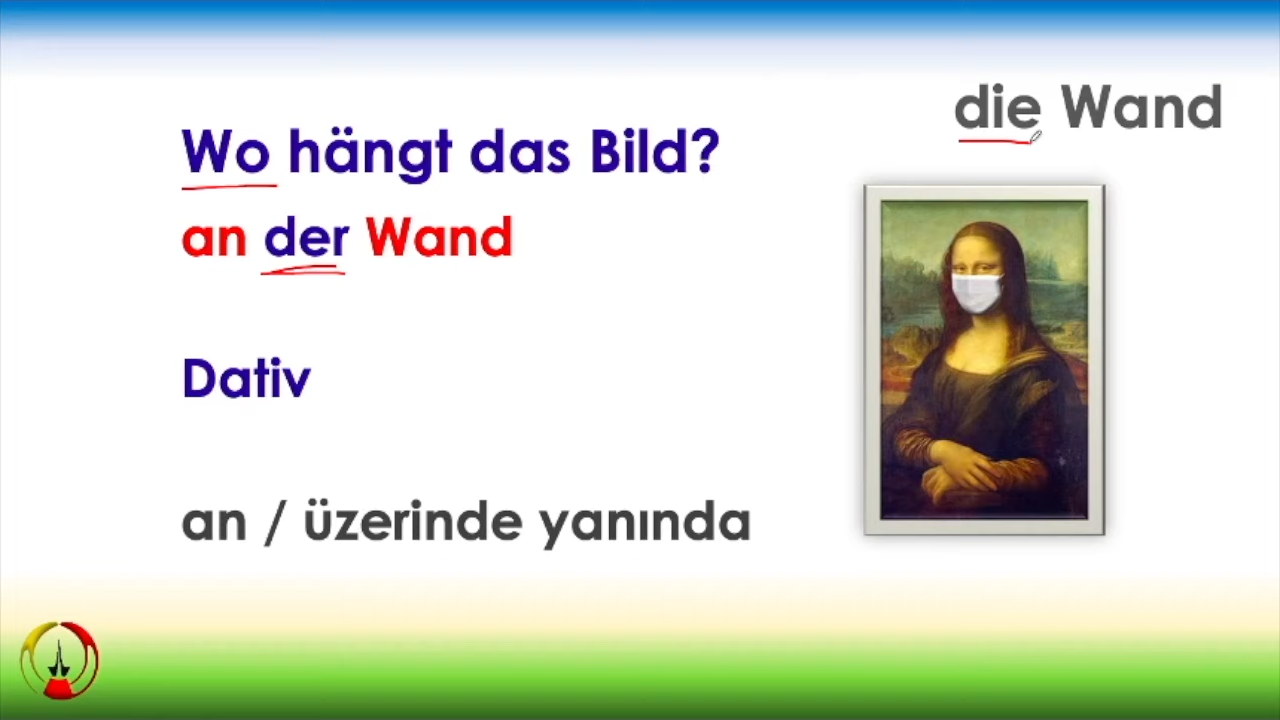 die Wand
Wo hängt das Bild?
an der Wand
Dativ
an / üzerinde yanında